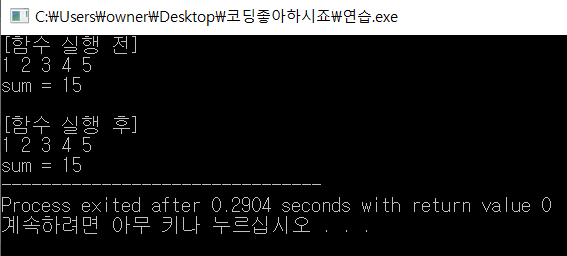 C:₩Users₩owner₩Desktop₩코딩좋아하시죠₩연습.exe
[함수 실행 전]
1 2 3 4 5
sum = 15
[함수 실행 후]
1 2 3 4 5
sum = 15
--------------------------------
Process exited after 0.2904 seconds with return value 0
계속하려면 아무 키나 누르십시오 . . .